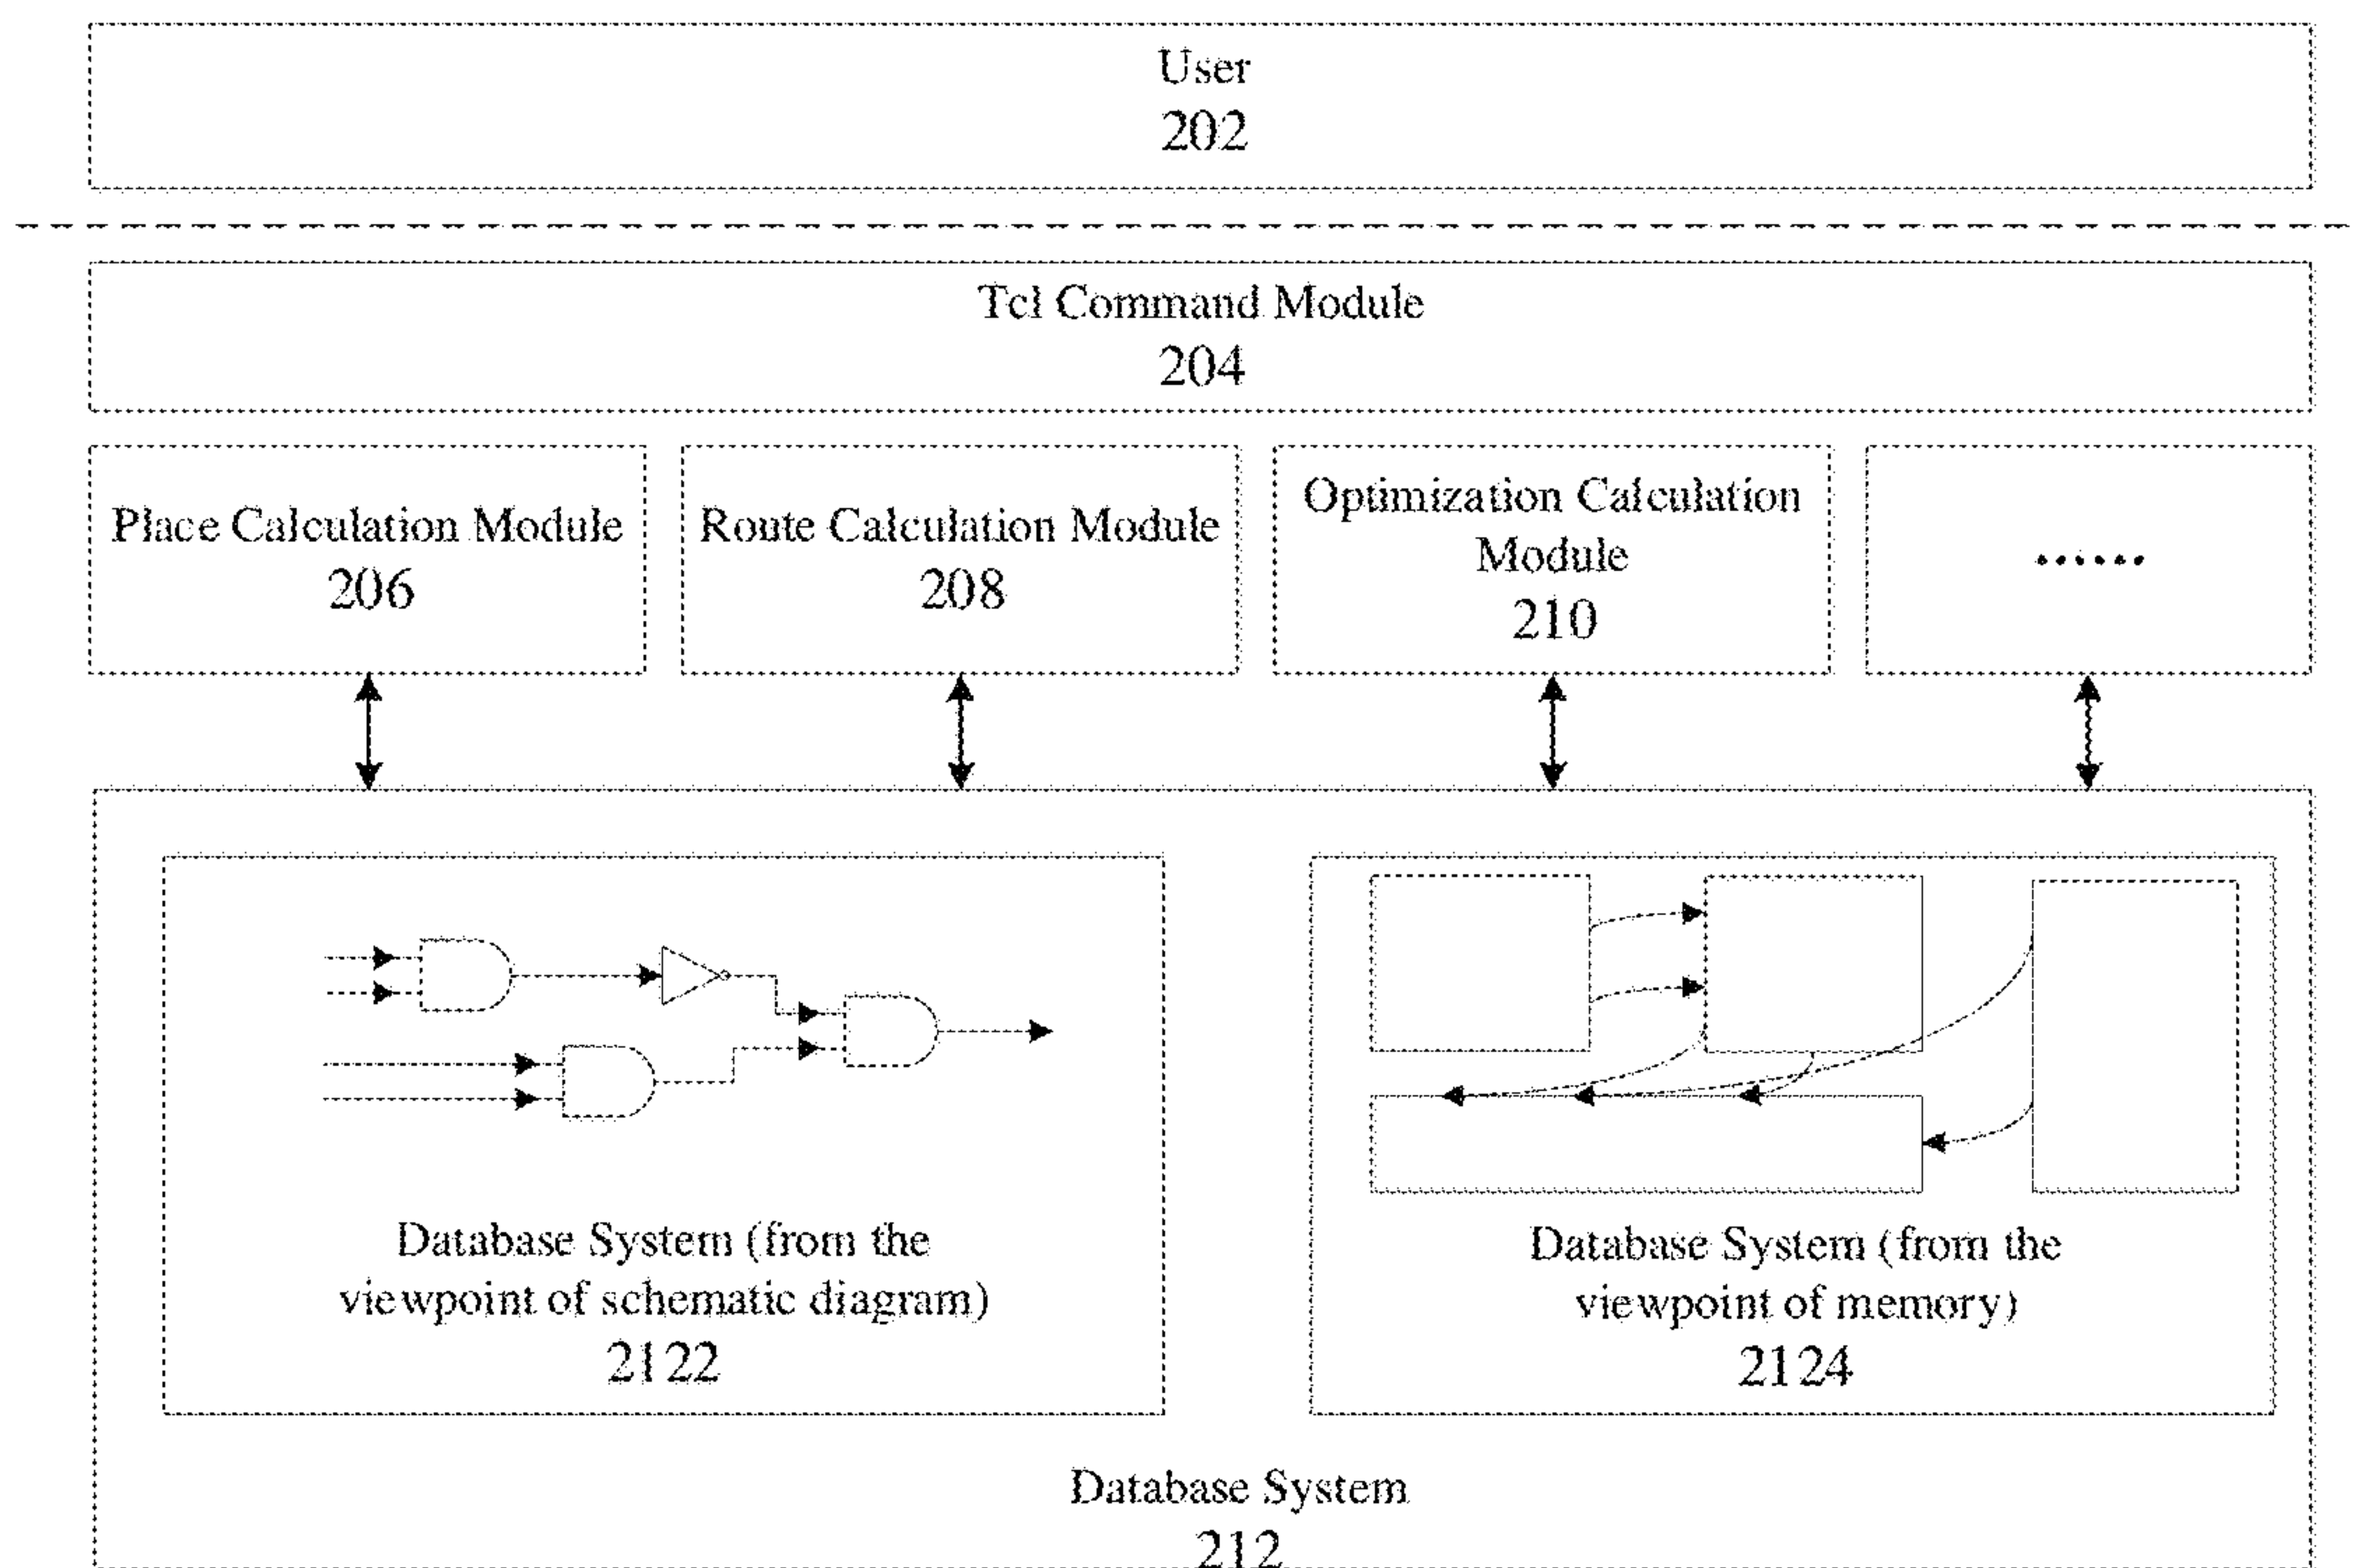 User
202
Tcl Command Module
204
Place Calculation Module
206
Route Calculation Module
208
Optimization Calculation
Module
210
......
Database System (from the
viewpoint of schematic diagram)
2122
Database System (from the
viewpoint of memory)
2124
Database System
212